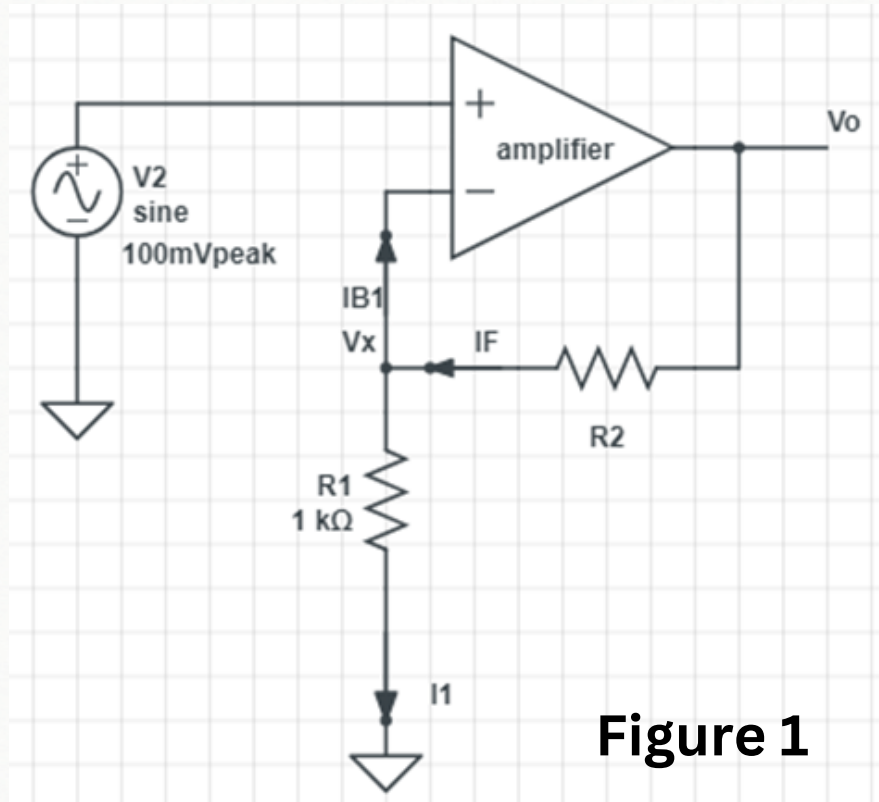 Vo
+
amplifier
−
+
−
V2
sine
100mVpeak
IB1
Vx
IF
R2
R1
1 kΩ
I1
Figure 1